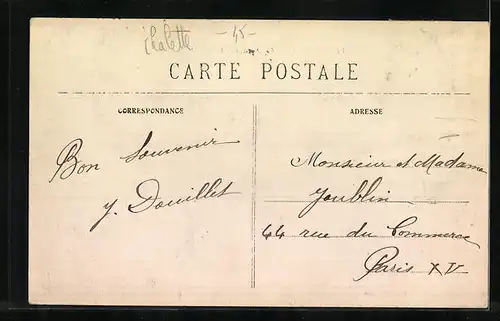 Chalette -45-
CARTE POSTALE
CORRESPONDANCE
ADRESSE
Bon Souvenir
Y. Douillet
Monsieur et Madame
Joublin
44 rue du Commerce
Paris XV